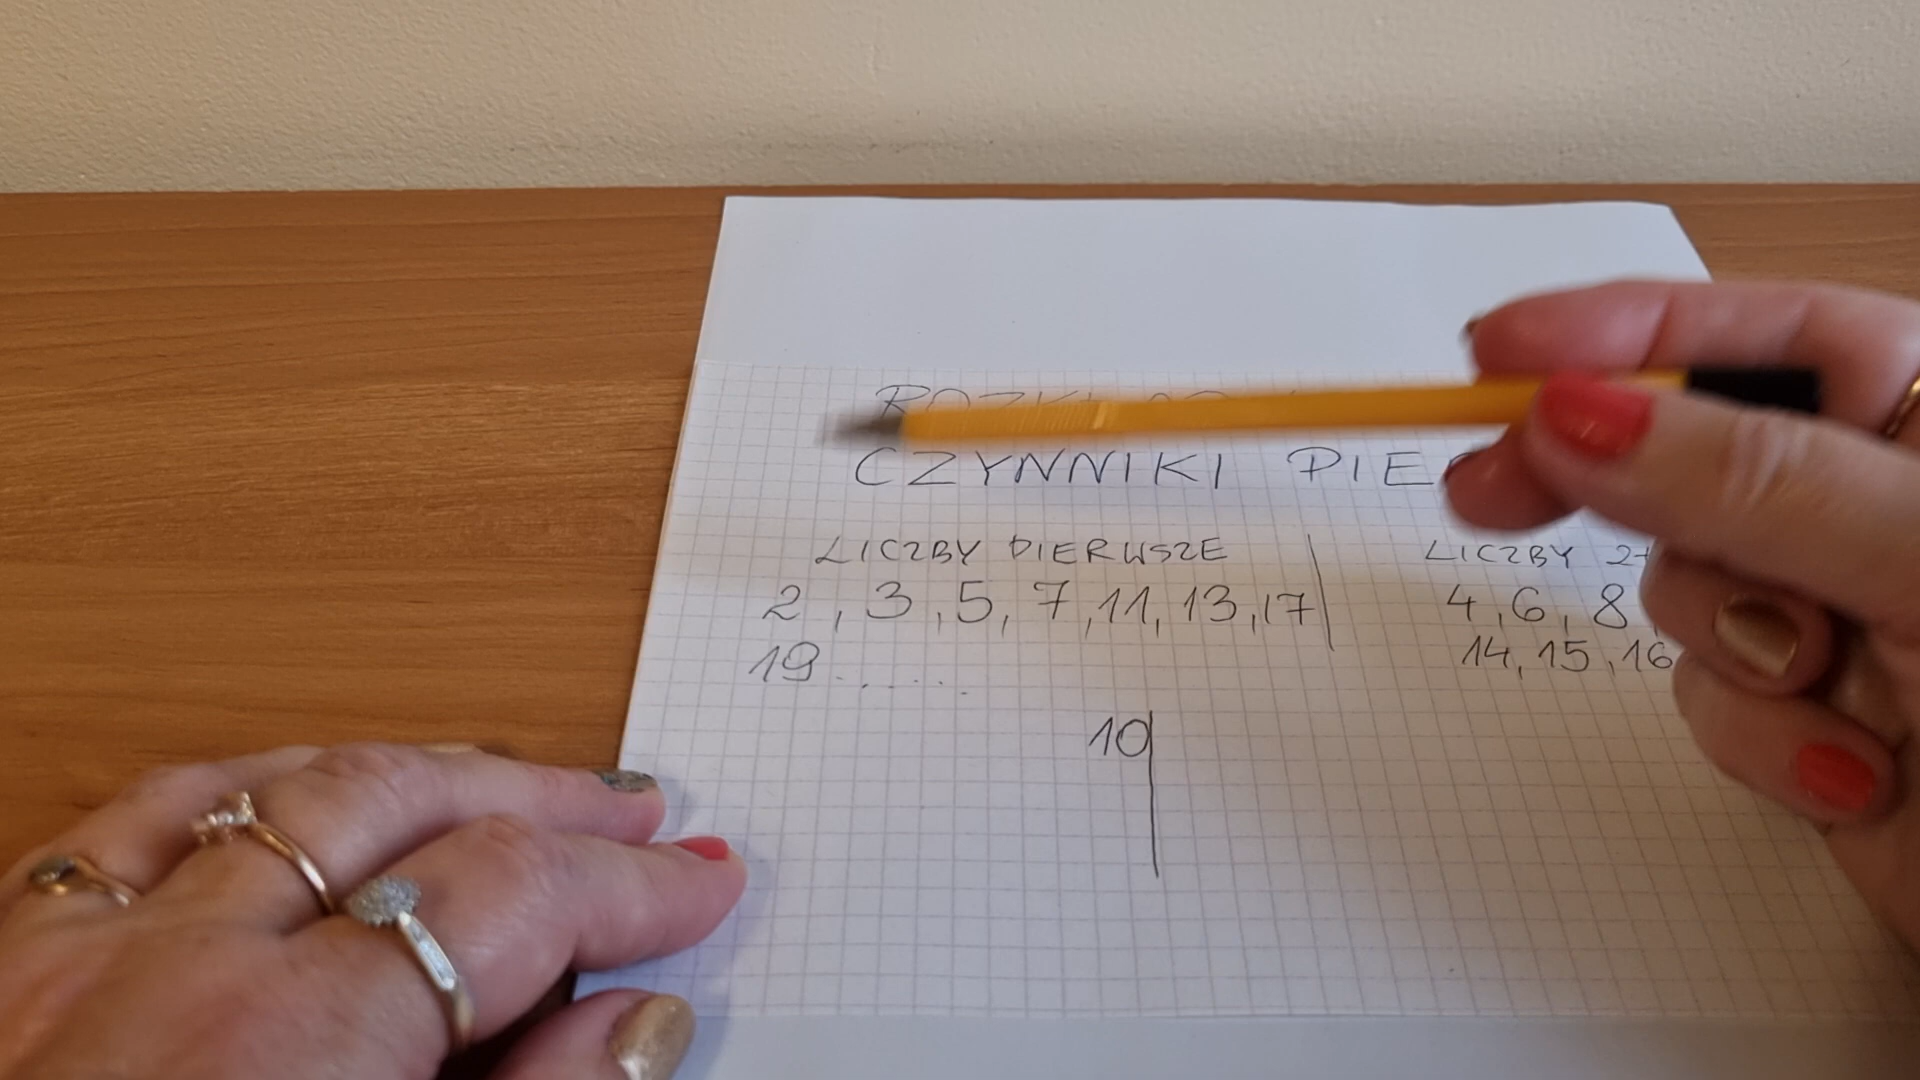 CZYNNIKI
LICZBY PIERWSZE
2, 3, 5, 7, 11, 13, 17
19......
LICZBY
4, 6, 8,
14, 15, 16
10